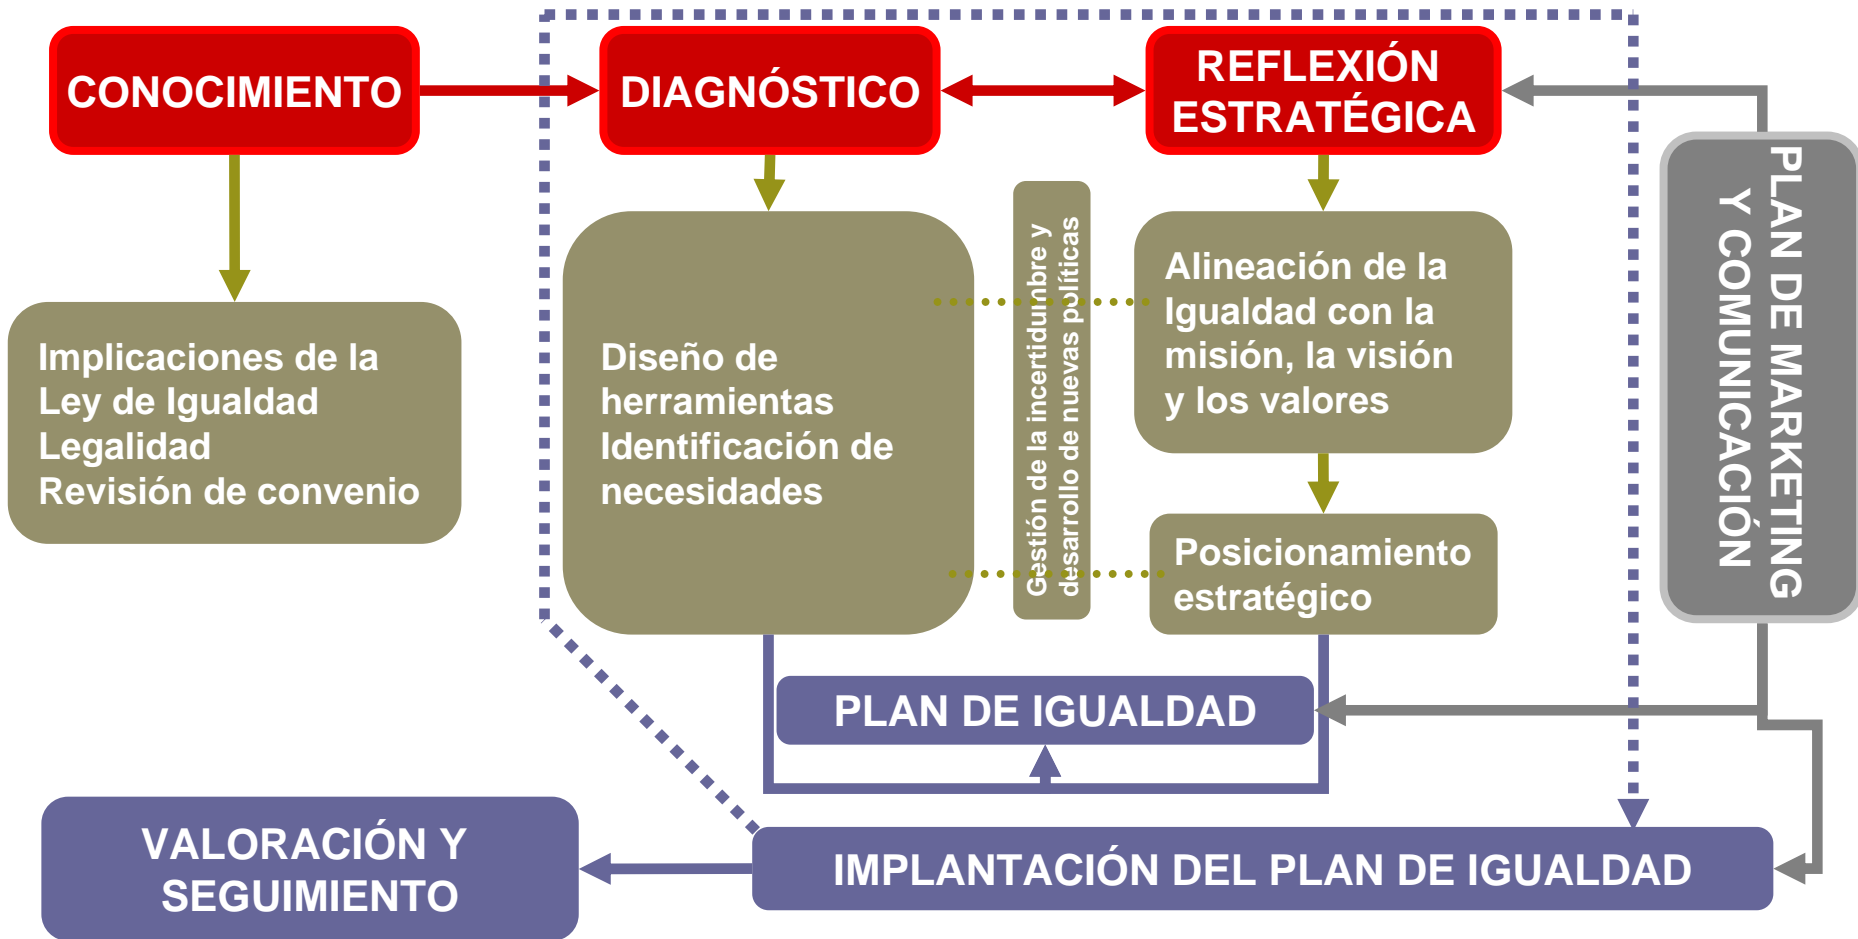 CONOCIMIENTO
DIAGNÓSTICO
REFLEXIÓN
ESTRATÉGICA
Implicaciones de la
Ley de Igualdad
Legalidad
Revisión de convenio
Diseño de
herramientas
Identificación de
necesidades
Gestión de la incertidumbre y
desarrollo de nuevas políticas
Alineación de la
Igualdad con la
misión, la visión
y los valores
Posicionamiento
estratégico
PLAN DE MARKETING
Y COMUNICACIÓN
PLAN DE IGUALDAD
IMPLANTACIÓN DEL PLAN DE IGUALDAD
VALORACIÓN Y
SEGUIMIENTO